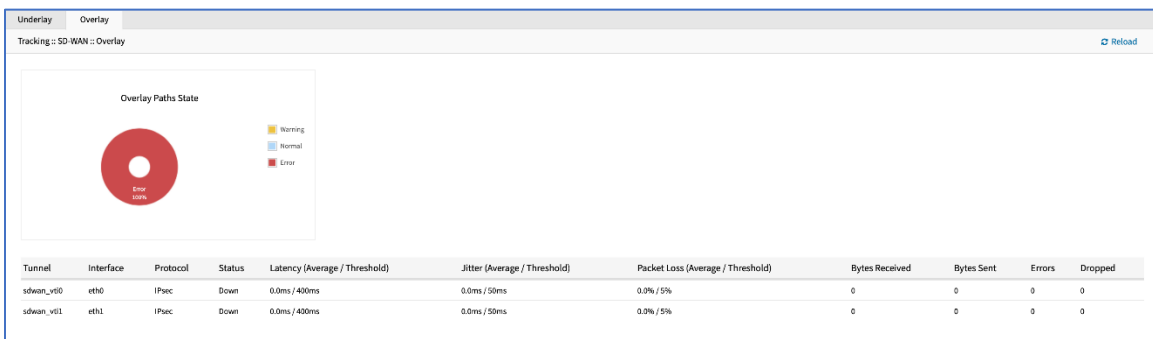 Underlay Overlay
Tracking :: SD-WAN :: Overlay Reload
Overlay Paths State
Warning
Normal
Error
Error
100%
Tunnel Interface Protocol Status Latency (Average / Threshold) Jitter (Average / Threshold) Packet Loss (Average / Threshold) Bytes Received Bytes Sent Errors Dropped
sdwan_vti0 eth0 IPsec Down 0.0ms / 400ms 0.0ms / 50ms 0.0% / 5% 0 0 0 0
sdwan_vti1 eth1 IPsec Down 0.0ms / 400ms 0.0ms / 50ms 0.0% / 5% 0 0 0 0